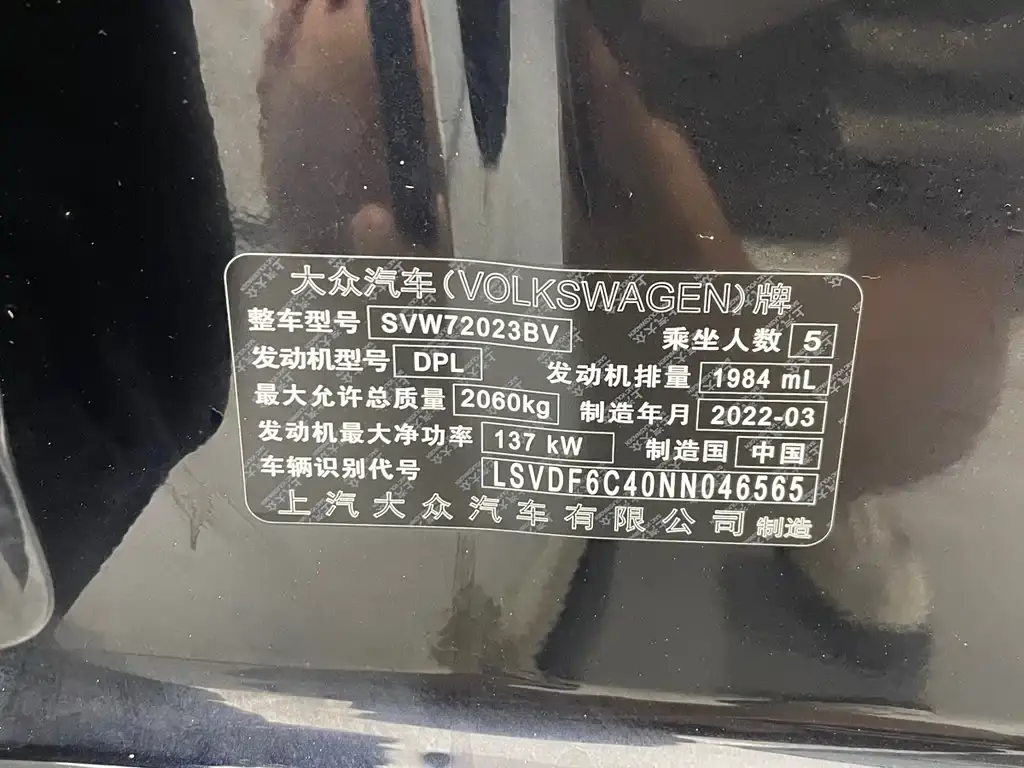 大众汽车(VOLKSWAGEN)牌
整车型号 SVW72023BV 乘坐人数 5
发动机型号 DPL 发动机排量 1984 mL
最大允许总质量 2060kg 制造年月 2022-03
发动机最大净功率 137 kW 制造国 中国
车辆识别代号 LSVDF6C40NN046565
上汽大众汽车有限公司 制造